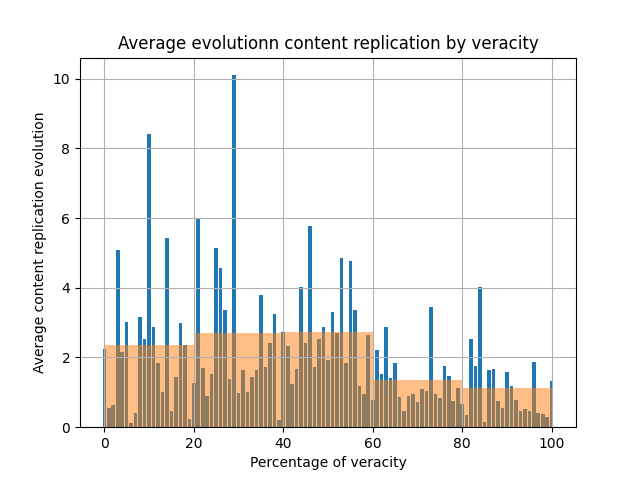 Average evolutionn content replication by veracity
10
8
6
4
2
0
Average content replication evolution
0 20 40 60 80 100
Percentage of veracity